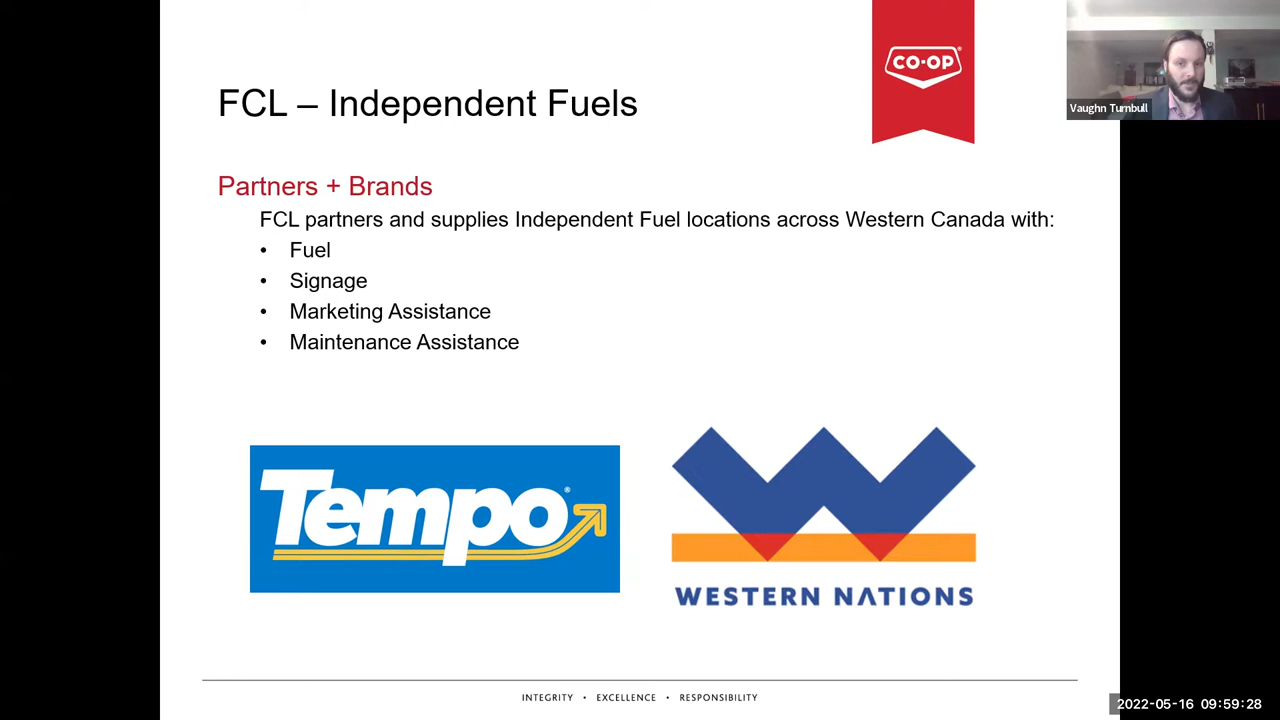 CO-OP®
Vaughn Turnbull
FCL – Independent Fuels
Partners + Brands
FCL partners and supplies Independent Fuel locations across Western Canada with:
• Fuel
• Signage
• Marketing Assistance
• Maintenance Assistance
Tempo®
WESTERN NATIONS
INTEGRITY • EXCELLENCE • RESPONSIBILITY
2022-05-16 09:59:28